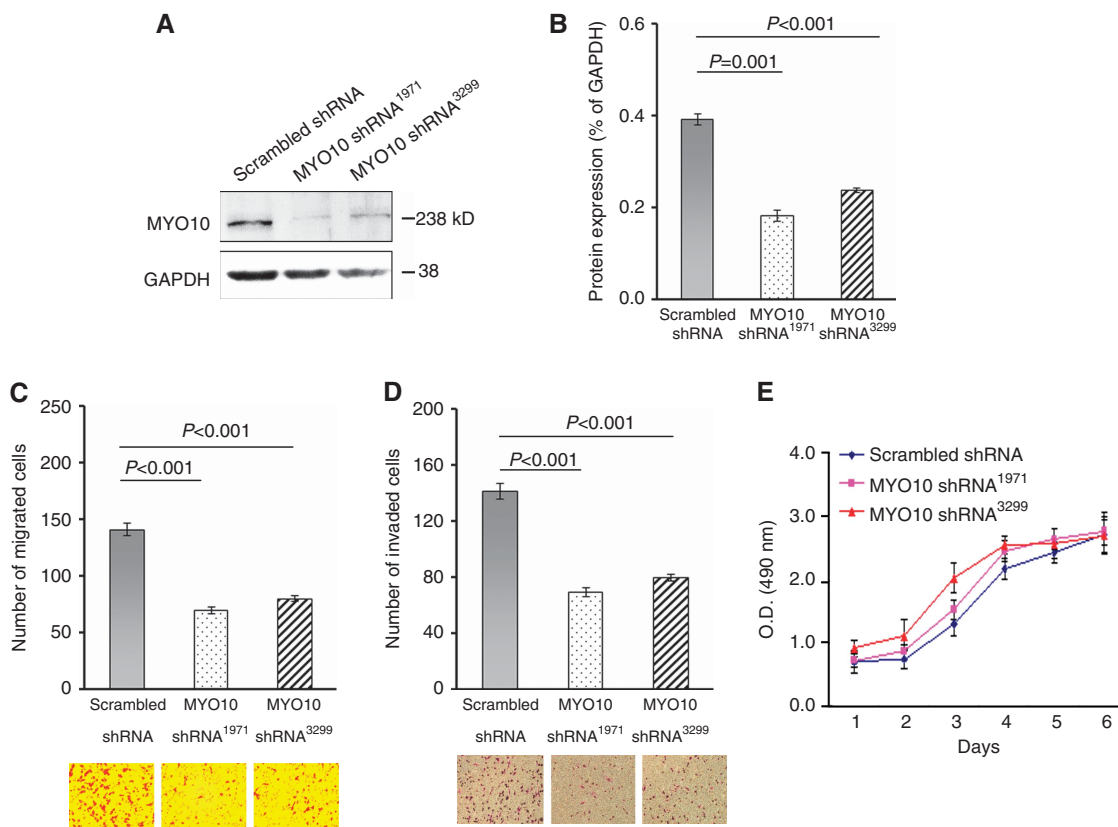 A
Scrambled shRNA
MYO10 shRNA1971
MYO10 shRNA3299
MYO10
238 kD
GAPDH
38
B
Protein expression (% of GAPDH)
0.6
0.4
0.2
0.0
P<0.001
P=0.001
Scrambled MYO10 MYO10
shRNA shRNA1971 shRNA3299
C
Number of migrated cells
250
200
150
100
50
0
P<0.001
P<0.001
Scrambled MYO10 MYO10
shRNA shRNA1971 shRNA3299
D
Number of invaded cells
200
160
120
80
40
0
P<0.001
P<0.001
Scrambled MYO10 MYO10
shRNA shRNA1971 shRNA3299
E
O.D. (490 nm)
4.0
3.0
2.0
1.0
0.0
Scrambled shRNA
MYO10 shRNA1971
MYO10 shRNA3299
1 2 3 4 5 6
Days